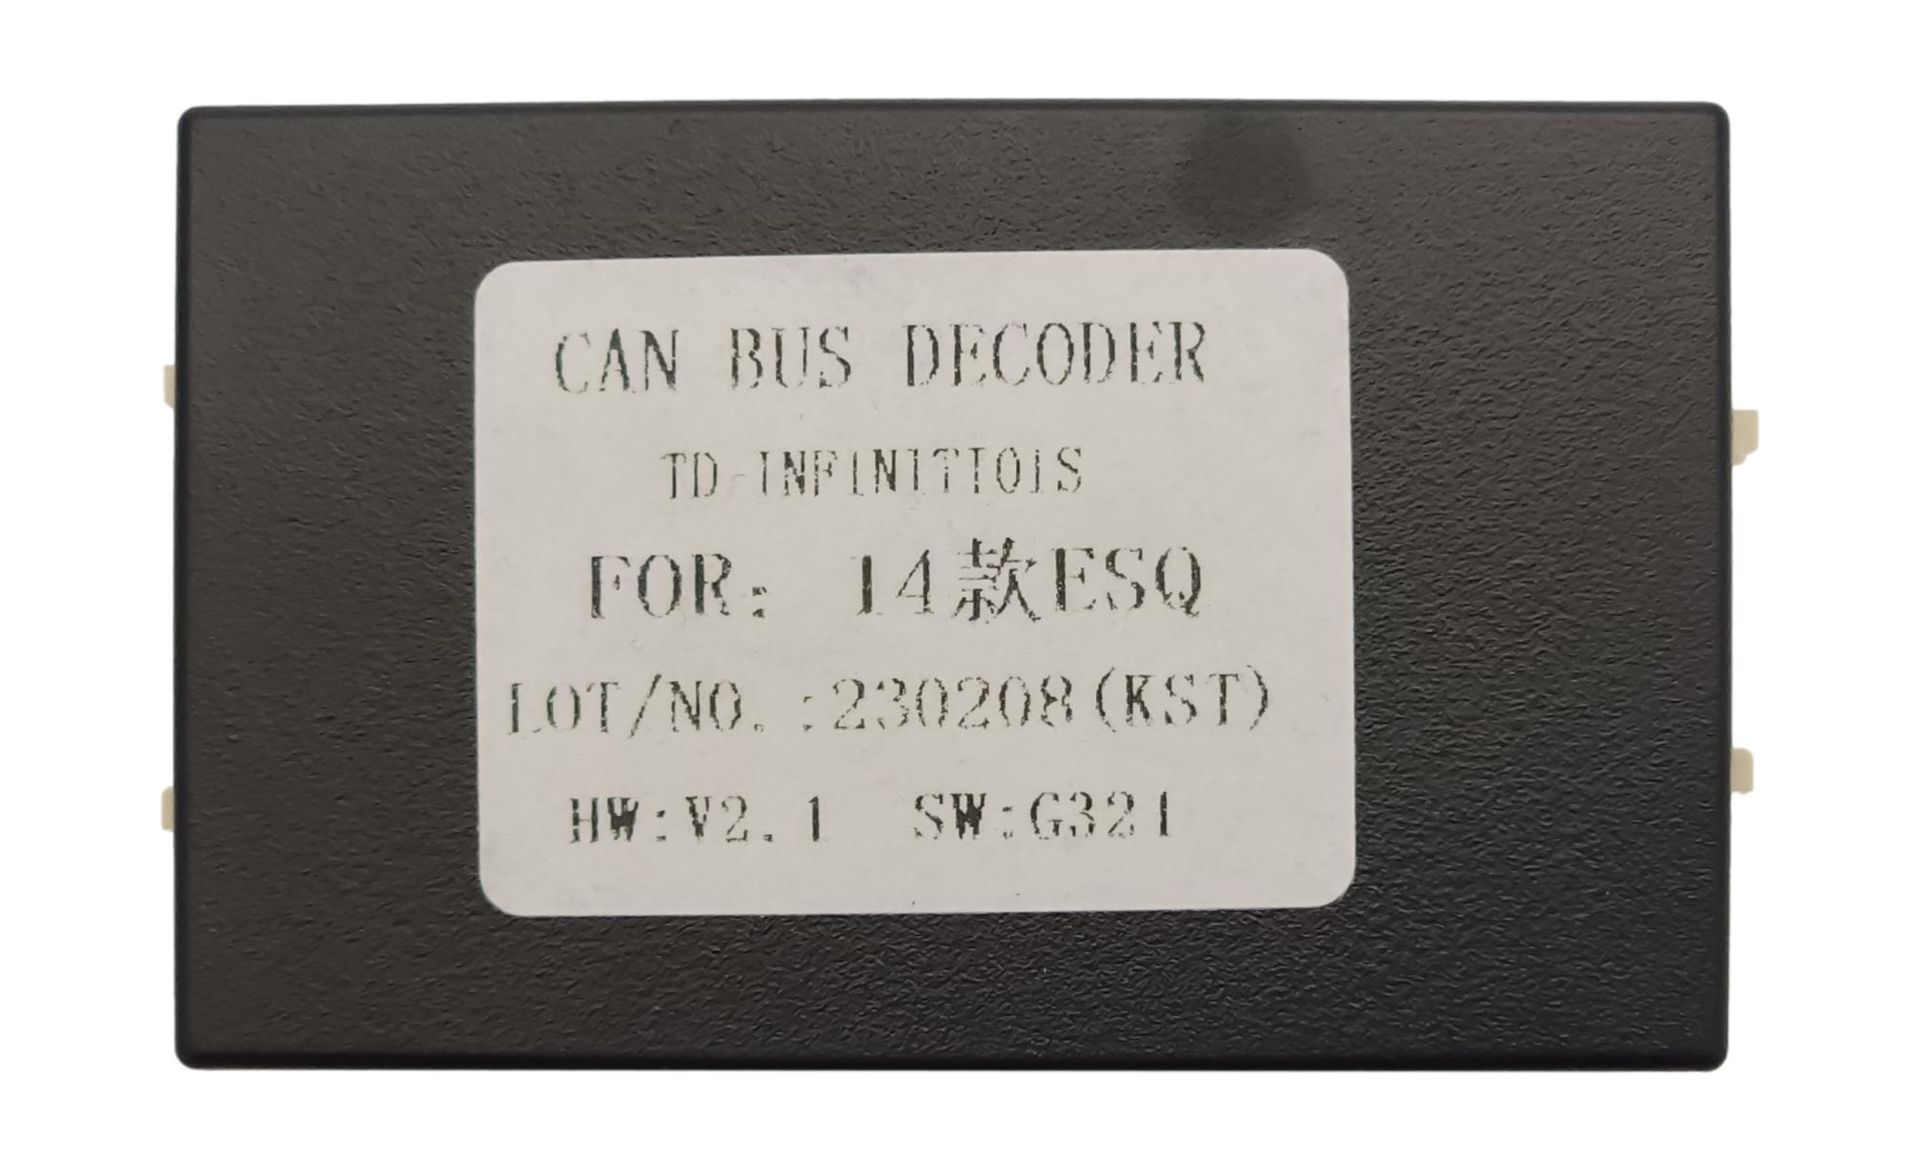 CAN BUS DECODER
TD-INFINITI01S
FOR: 14款ESQ
LOT/NO.:230208(KST)
HW:V2.1 SW:G321